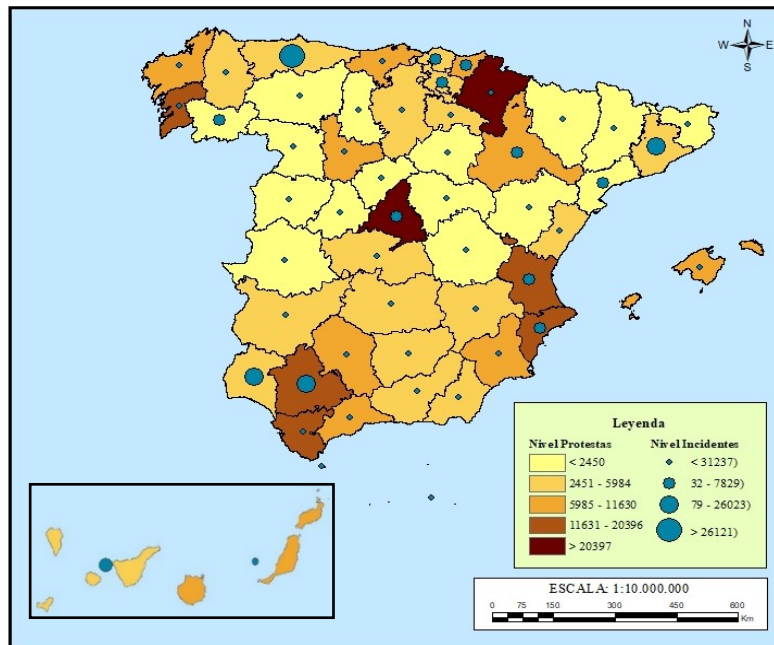 N
W E
S
Leyenda
Nivel Protestas Nivel Incidentes
< 2450 < 31237)
2451 - 5984 32 - 7829)
5985 - 11630 79 - 26023)
11631 - 20396 > 26121)
> 20397
ESCALA: 1:10.000.000
0 75 150 300 450 600
Km